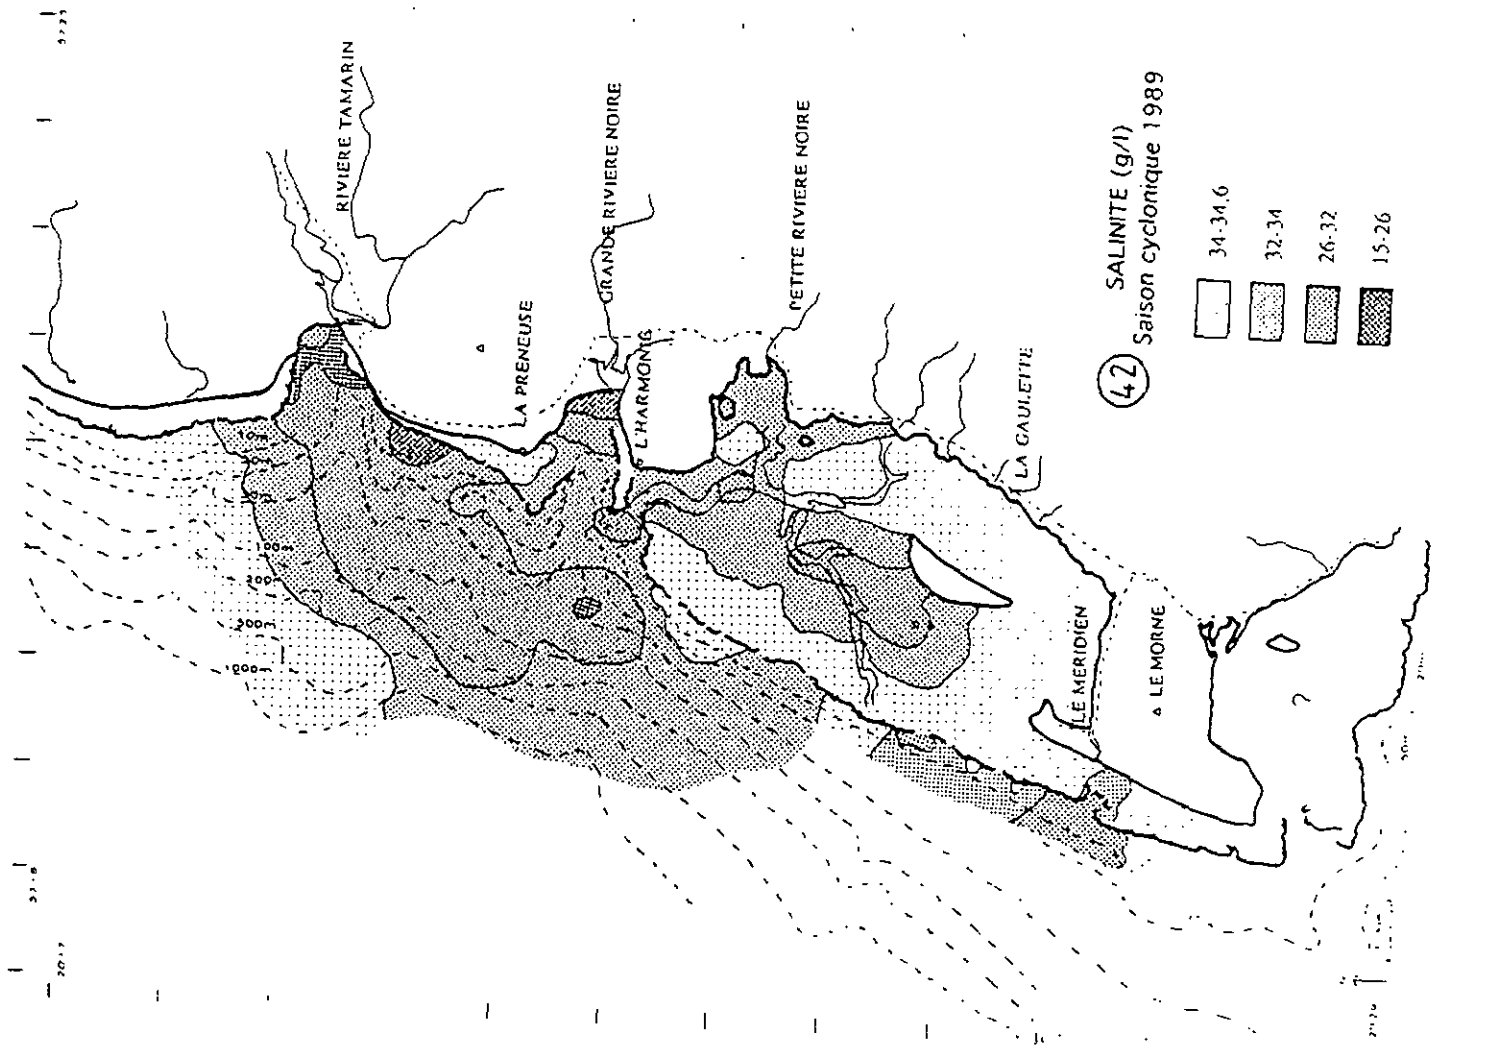 RIVIERE TAMARIN
GRANDE RIVIERE NOIRE
PETITE RIVIERE NOIRE
LA PRENEUSE
L'HARMONIE
LA GAULETTE
LE MERIDIEN
LE MORNE
100m
500m
1000m
42
SALINITE (g/l)
Saison cyclonique 1989
34-34,6
32-34
26-32
15-26
?